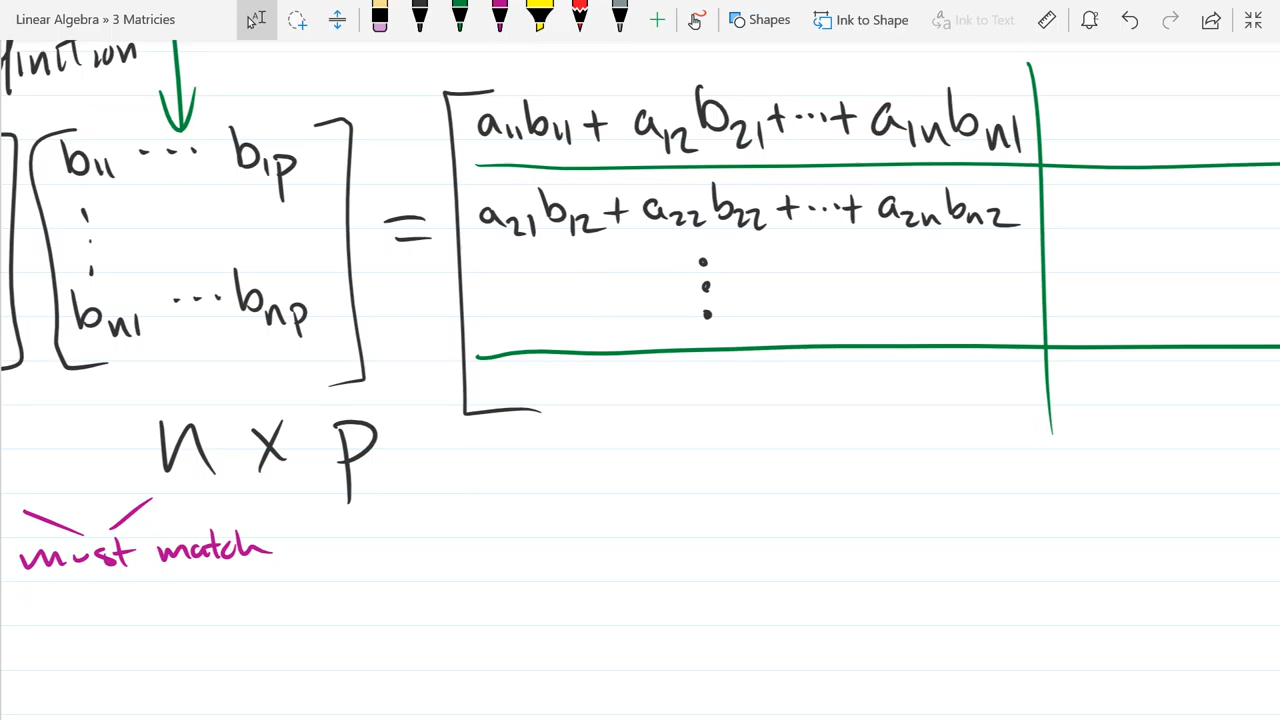 Linear Algebra » 3 Matricies
Shapes
Ink to Shape
Ink to Text
finition
b11 ... b1p
⋮
bn1 ... bnp
=
a11b11 + a12b21 + ... + a1nbn1
a21b12 + a22b22 + ... + a2nbn2
⋮
n x p
must match